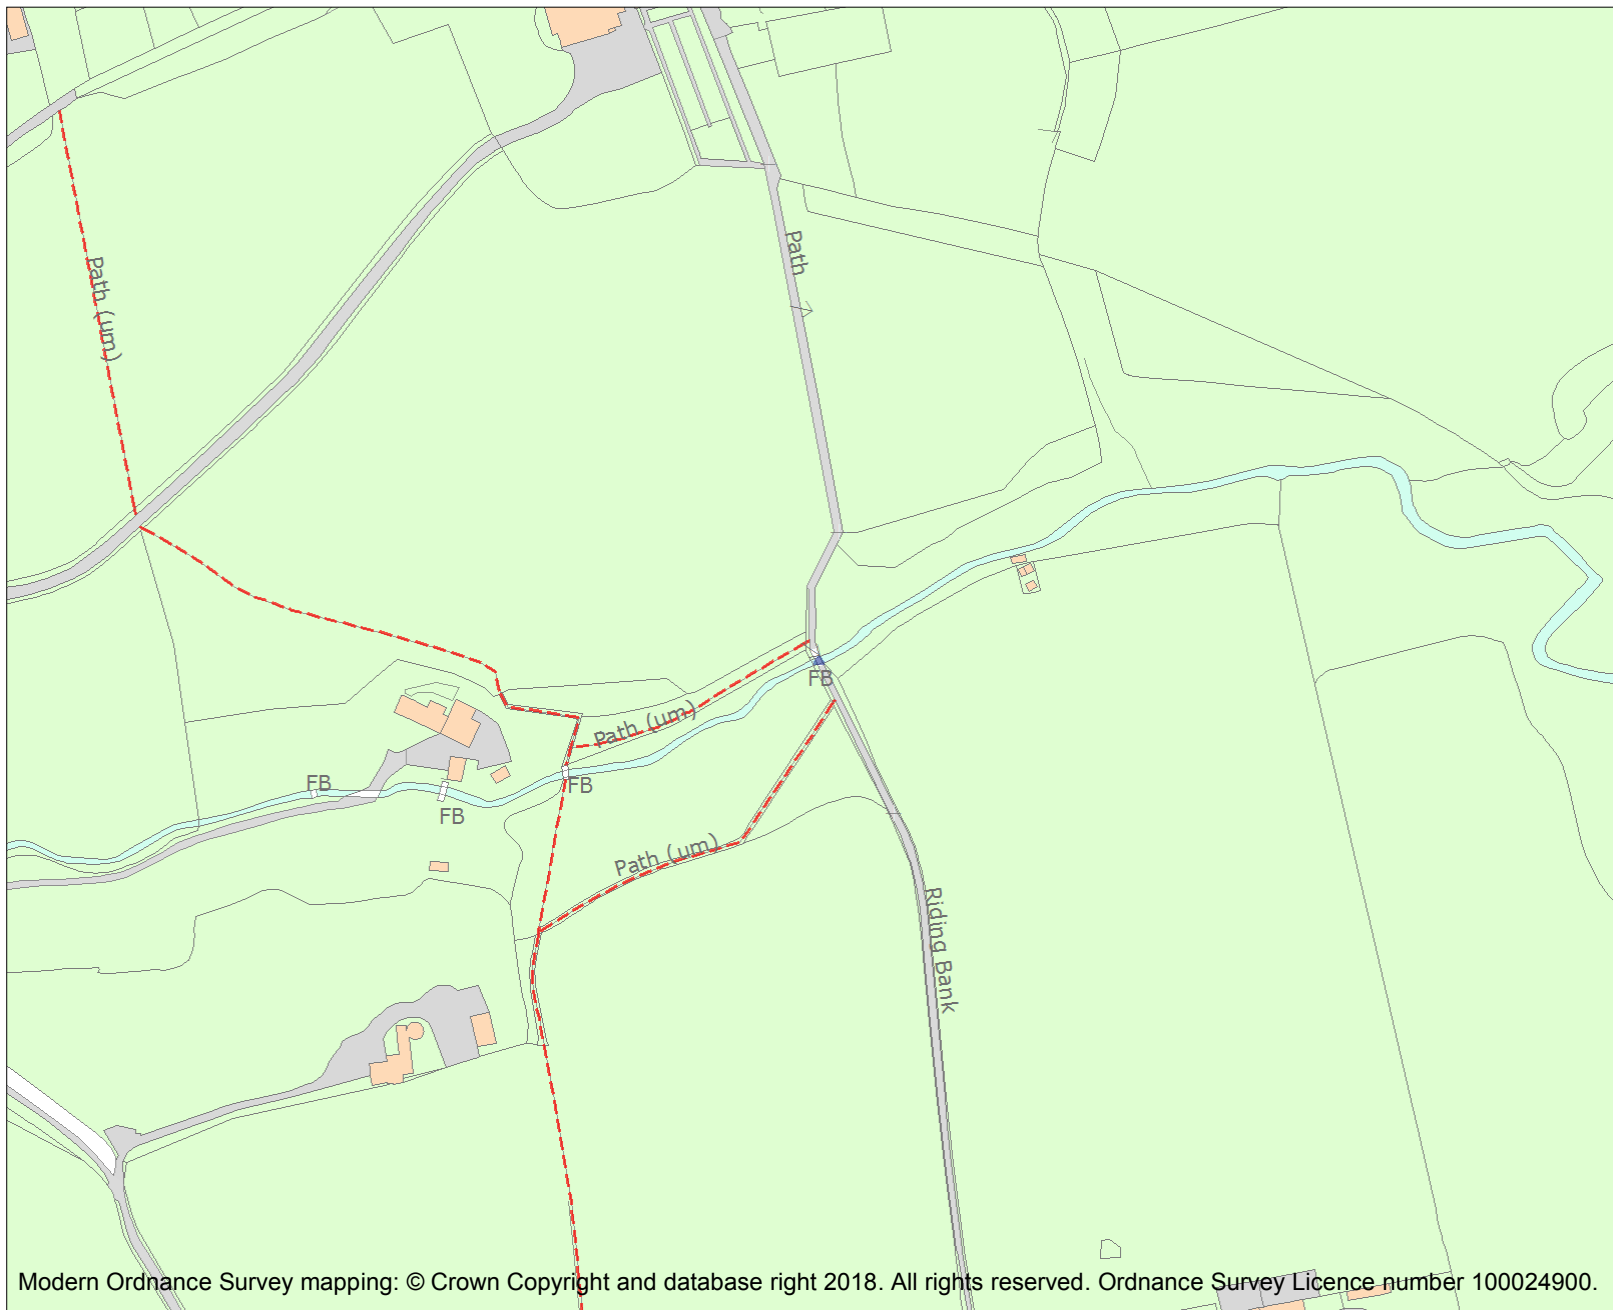 Path
Path (um)
FB
Path (um)
FB
FB
FB
Path (um)
Riding Bank
Modern Ordnance Survey mapping: © Crown Copyright and database right 2018. All rights reserved. Ordnance Survey Licence number 100024900.